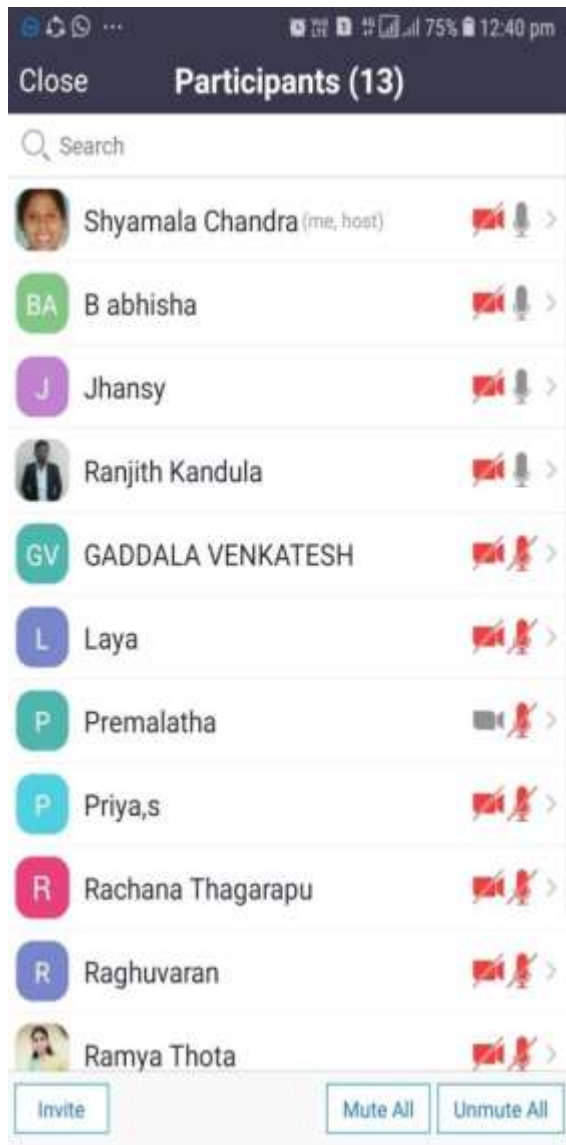 75% 12:40 pm
Close Participants (13)
Search
Shyamala Chandra (me, host)
BA B abhisha
J Jhansy
Ranjith Kandula
GV GADDALA VENKATESH
L Laya
P Premalatha
P Priya,s
R Rachana Thagarapu
R Raghuvaran
Ramya Thota
Invite Mute All Unmute All